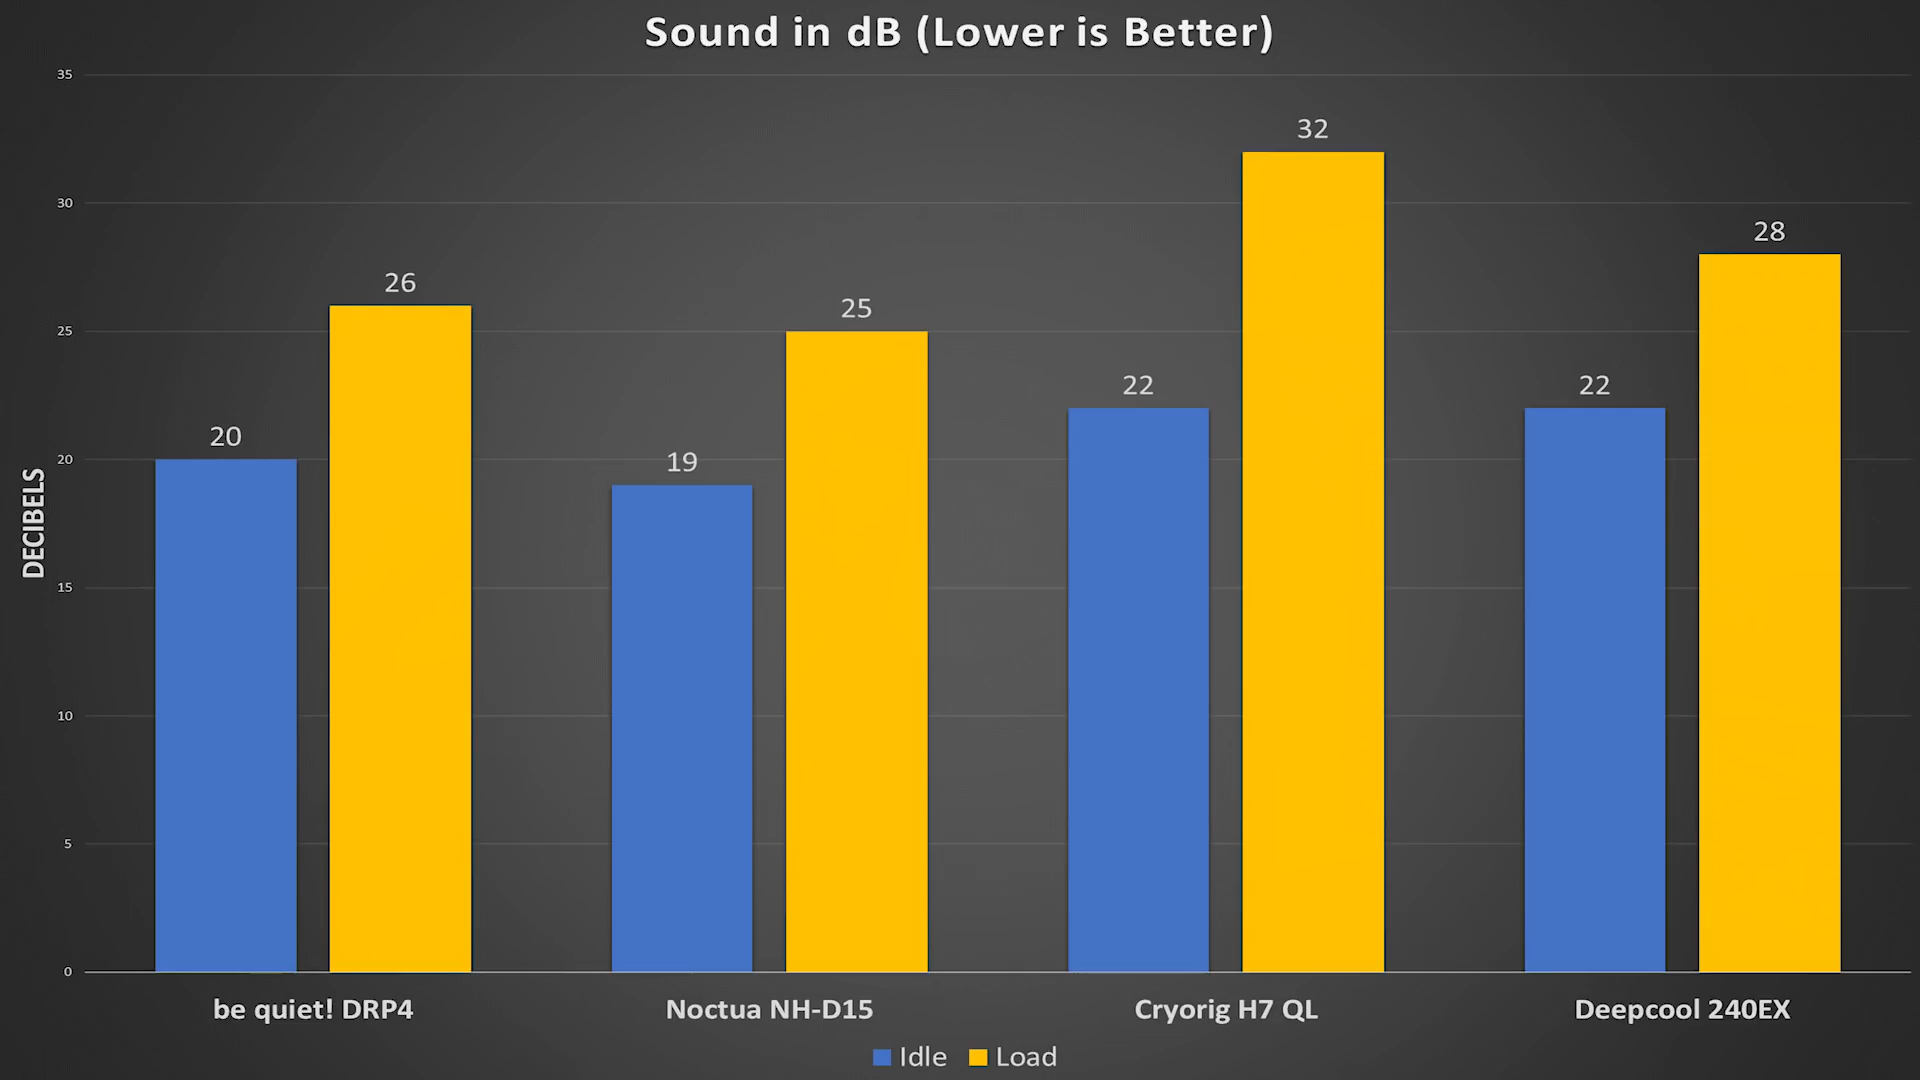 Sound in dB (Lower is Better)
35
30
25
20
15
10
5
0
DECIBELS
20
26
19
25
22
32
22
28
be quiet! DRP4
Noctua NH-D15
Cryorig H7 QL
Deepcool 240EX
Idle
Load